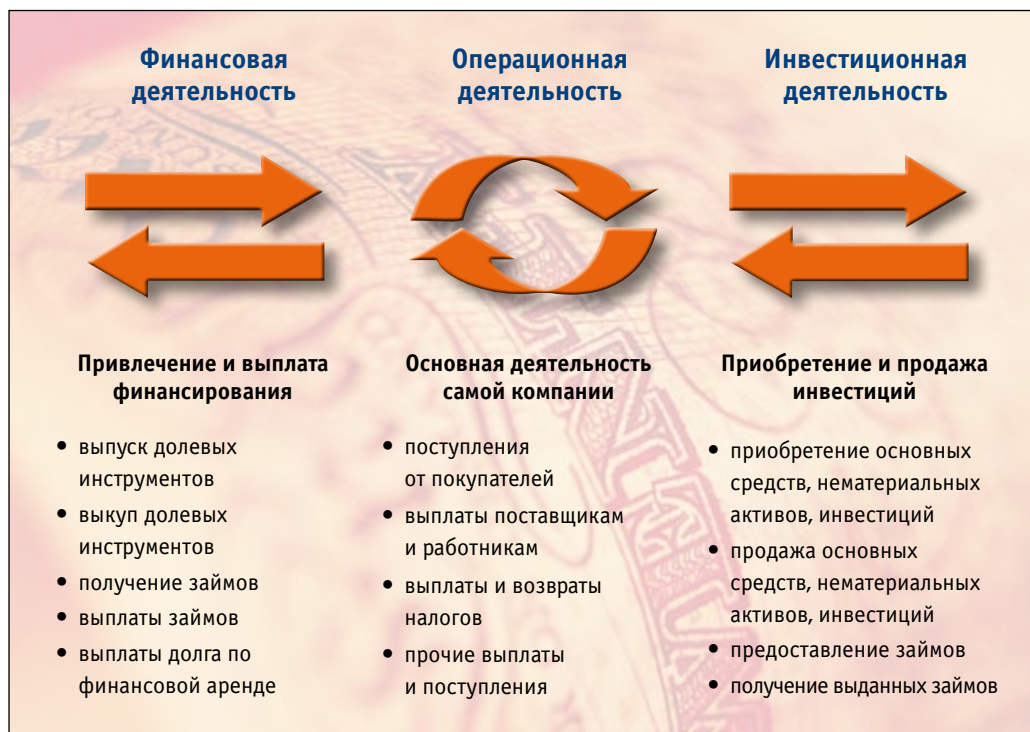 Финансовая
деятельность
Привлечение и выплата
финансирования
• выпуск долевых
инструментов
• выкуп долевых
инструментов
• получение займов
• выплаты займов
• выплаты долга по
финансовой аренде
Операционная
деятельность
Основная деятельность
самой компании
• поступления
от покупателей
• выплаты поставщикам
и работникам
• выплаты и возвраты
налогов
• прочие выплаты
и поступления
Инвестиционная
деятельность
Приобретение и продажа
инвестиций
• приобретение основных
средств, нематериальных
активов, инвестиций
• продажа основных
средств, нематериальных
активов, инвестиций
• предоставление займов
• получение выданных займов